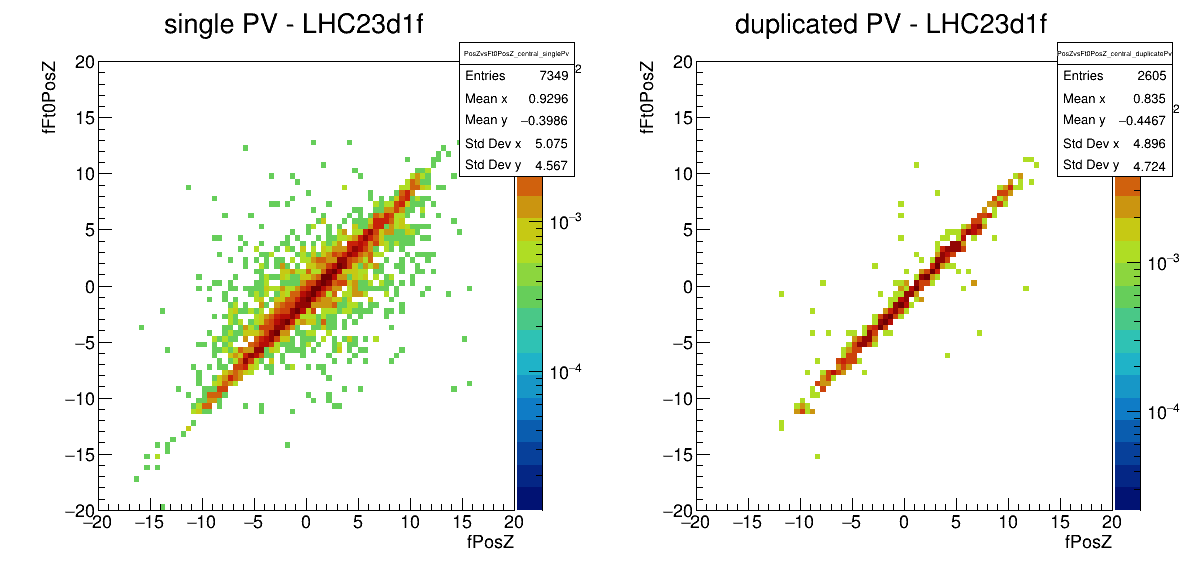 single PV - LHC23d1f
PosZvsFt0PosZ_central_singlePv
Entries 7349
Mean x 0.9296
Mean y −0.3986
Std Dev x 5.075
Std Dev y 4.567
fFt0PosZ
20
15
10
5
0
−5
−10
−15
−20
−20 −15 −10 −5 0 5 10 15 20
fPosZ
2
10−3
10−4
duplicated PV - LHC23d1f
PosZvsFt0PosZ_central_duplicatePv
Entries 2605
Mean x 0.835
Mean y −0.4467
Std Dev x 4.896
Std Dev y 4.724
fFt0PosZ
20
15
10
5
0
−5
−10
−15
−20
−20 −15 −10 −5 0 5 10 15 20
fPosZ
2
10−3
10−4